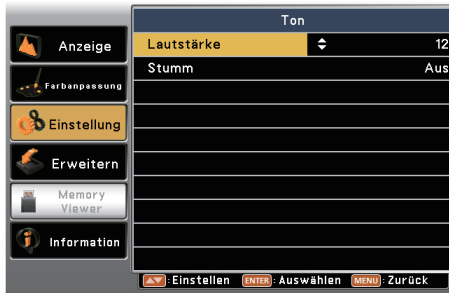 Ton
Anzeige
Farbanpassung
Einstellung
Erweitern
Memory
Viewer
Information
Lautstärke 12
Stumm Aus
:Einstellen ENTER :Auswählen MENU :Zurück